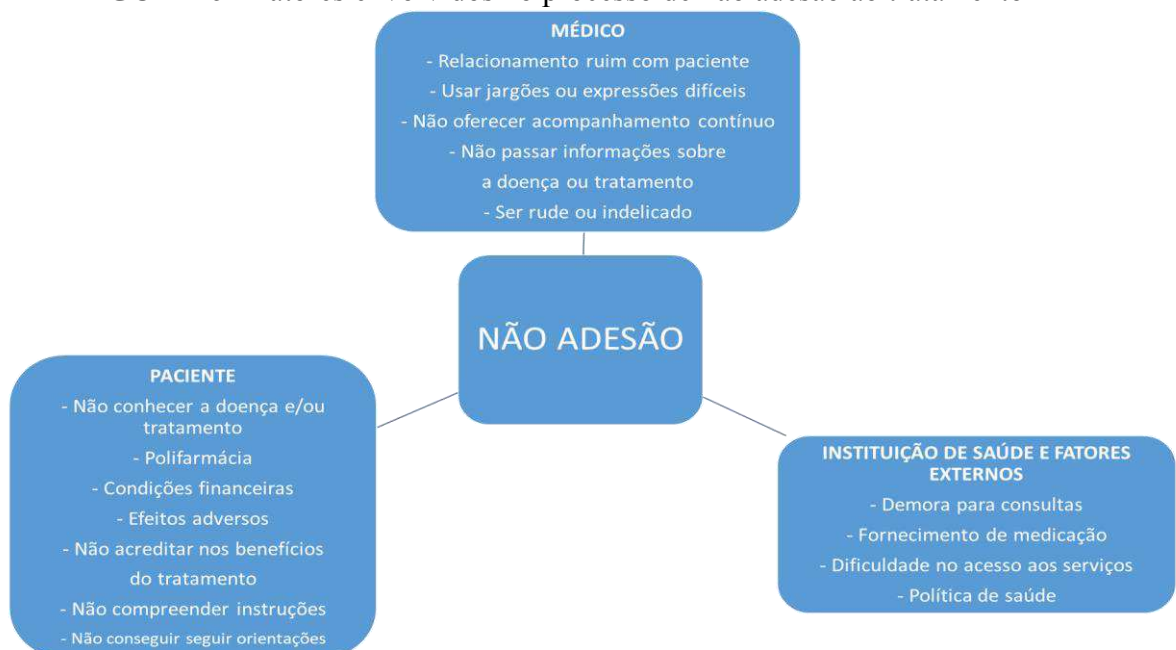 MÉDICO
- Relacionamento ruim com paciente
- Usar jargões ou expressões difíceis
- Não oferecer acompanhamento contínuo
- Não passar informações sobre
a doença ou tratamento
- Ser rude ou indelicado
NÃO ADESÃO
PACIENTE
- Não conhecer a doença e/ou
tratamento
- Polifarmácia
- Condições financeiras
- Efeitos adversos
- Não acreditar nos benefícios
do tratamento
- Não compreender instruções
- Não conseguir seguir orientações
INSTITUIÇÃO DE SAÚDE E FATORES
EXTERNOS
- Demora para consultas
- Fornecimento de medicação
- Dificuldade no acesso aos serviços
- Política de saúde